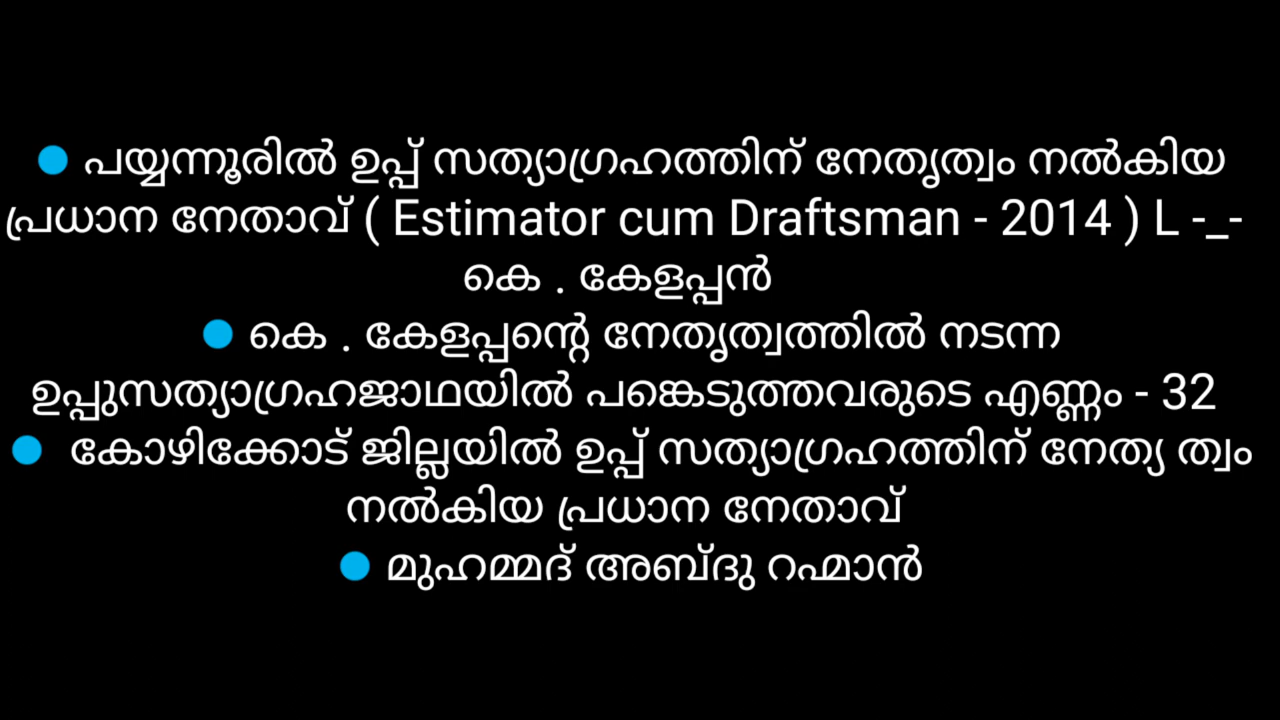 ● പയ്യന്നൂരിൽ ഉപ്പ് സത്യാഗ്രഹത്തിന് നേതൃത്വം നൽകിയ
പ്രധാന നേതാവ് ( Estimator cum Draftsman - 2014 ) L -_-
കെ . കേളപ്പൻ
● കെ . കേളപ്പന്റെ നേതൃത്വത്തിൽ നടന്ന
ഉപ്പുസത്യാഗ്രഹജാഥയിൽ പങ്കെടുത്തവരുടെ എണ്ണം - 32
● കോഴിക്കോട് ജില്ലയിൽ ഉപ്പ് സത്യാഗ്രഹത്തിന് നേത്യ ത്വം
നൽകിയ പ്രധാന നേതാവ്
● മുഹമ്മദ് അബ്ദു റഹ്മാൻ